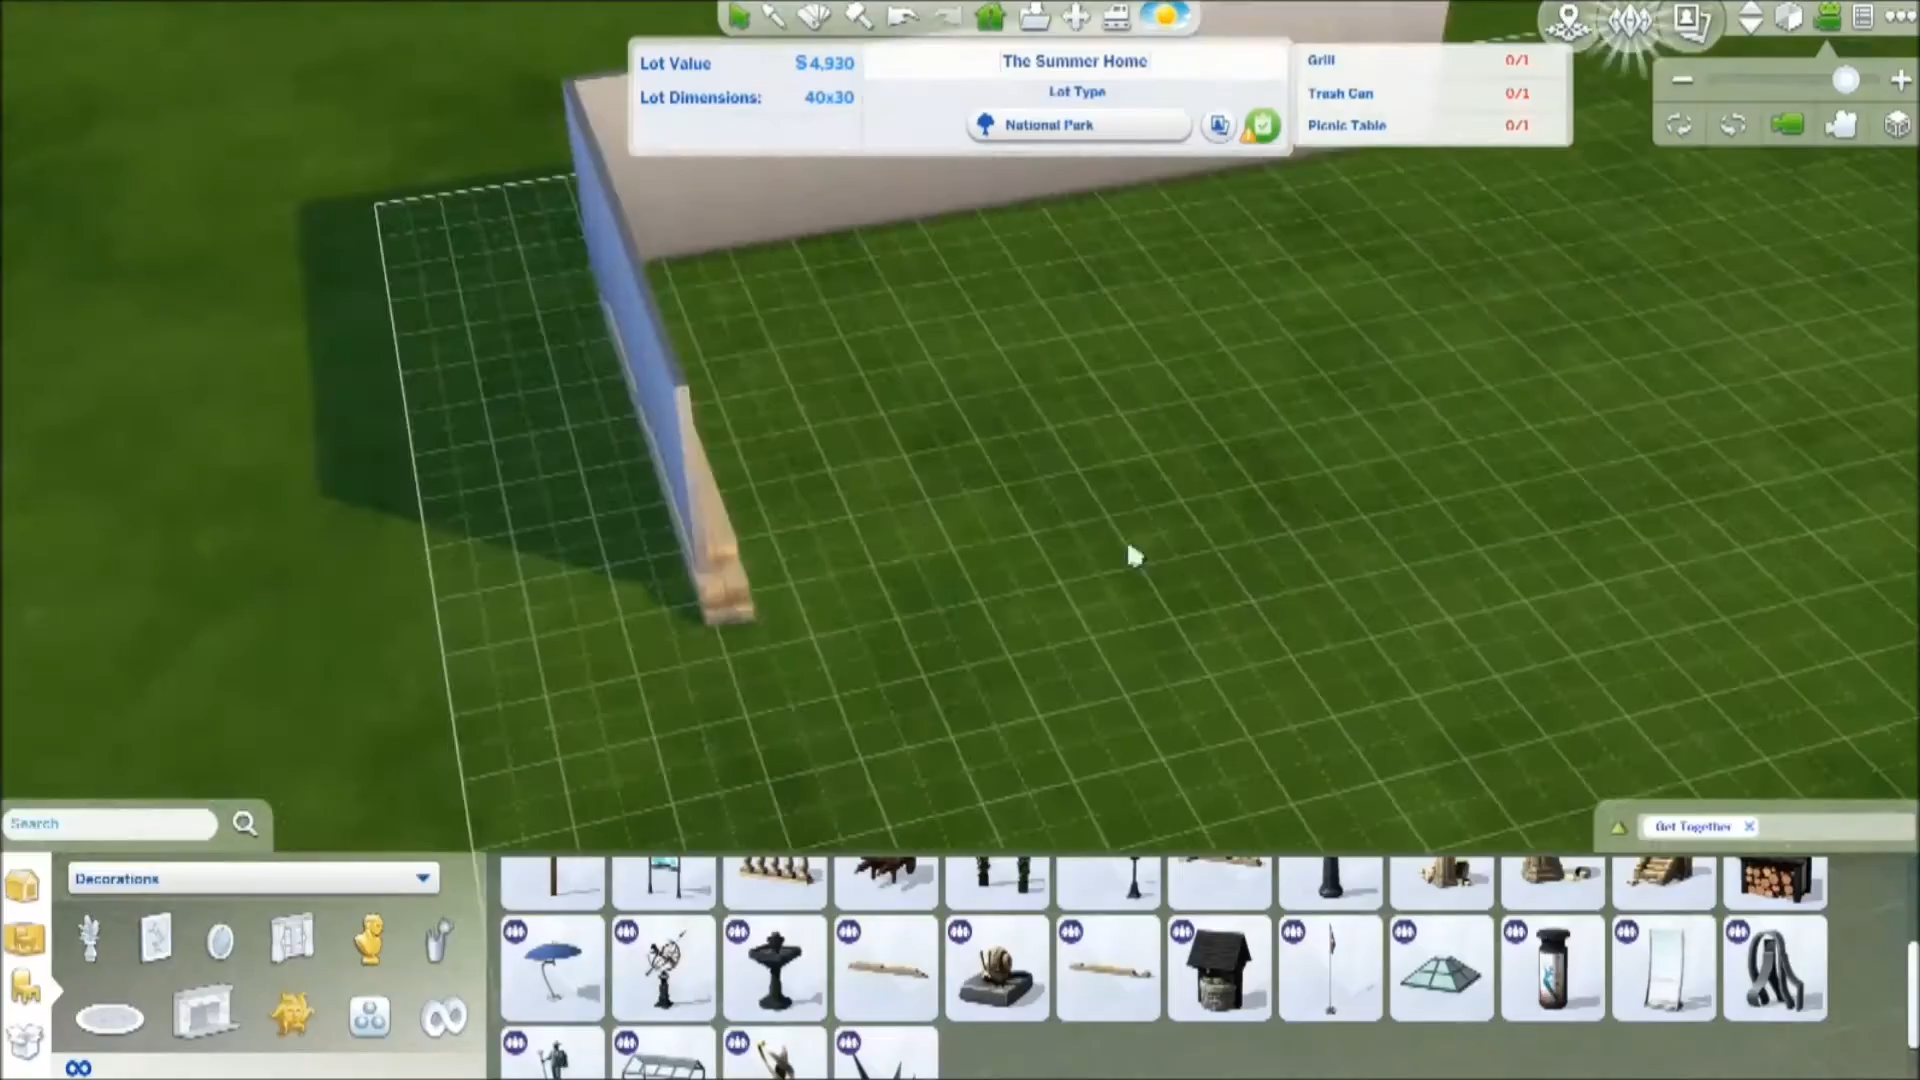 Lot Value §4,930
Lot Dimensions: 40x30
The Summer Home
Lot Type
National Park
Grill 0/1
Trash Can 0/1
Picnic Table 0/1
Search
Get Together
Decorations